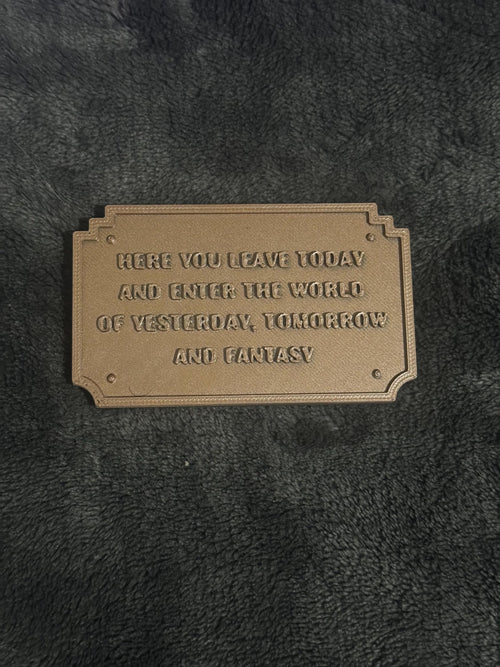 HERE YOU LEAVE TODAY
AND ENTER THE WORLD
OF YESTERDAY, TOMORROW
AND FANTASY